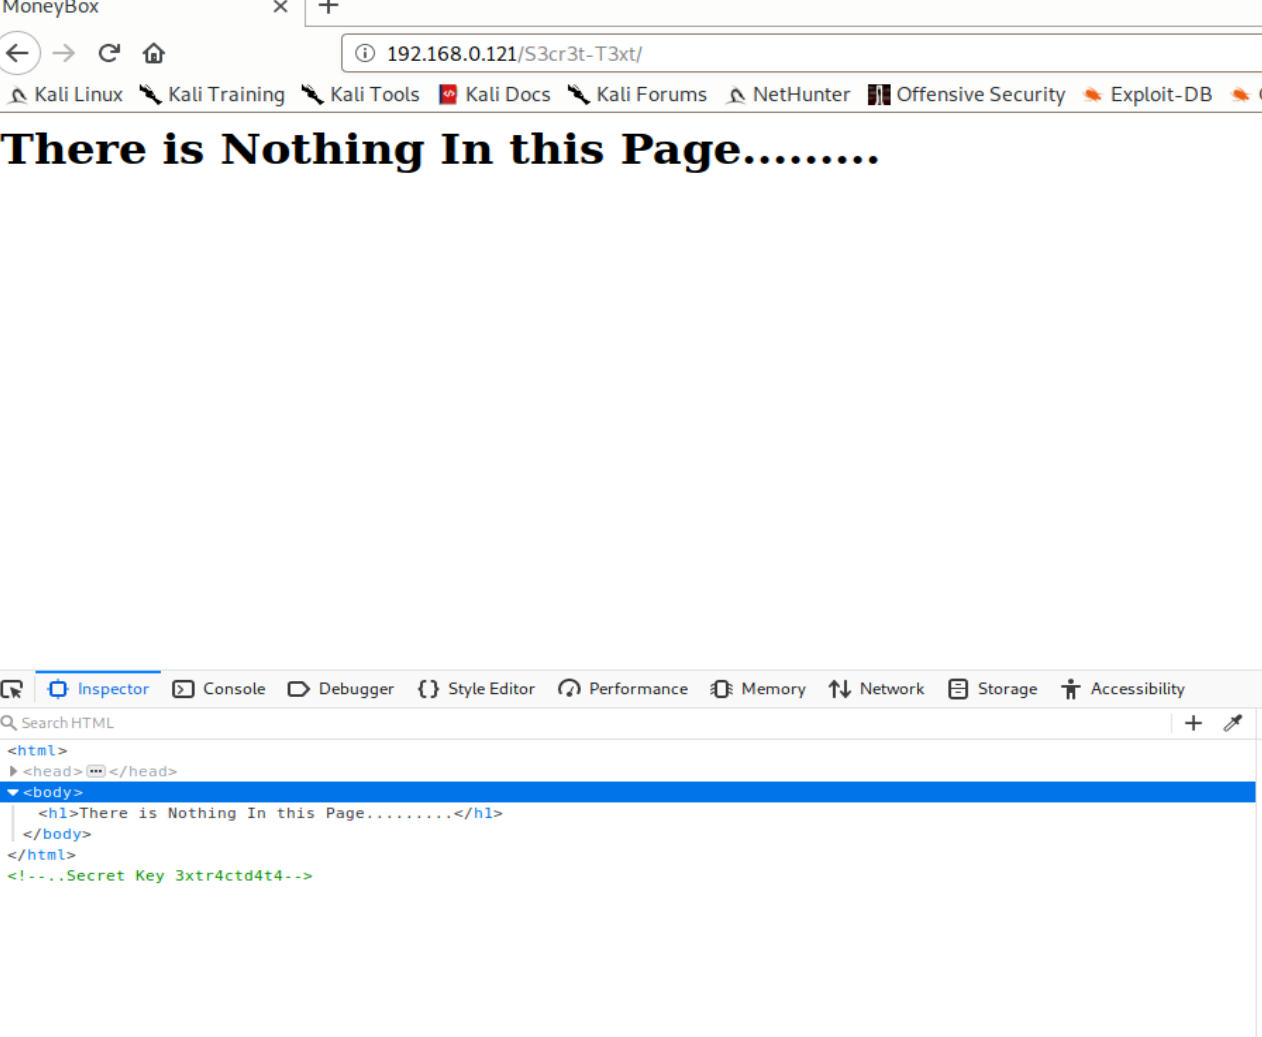 MoneyBox
192.168.0.121/S3cr3t-T3xt/
Kali Linux Kali Training Kali Tools Kali Docs Kali Forums NetHunter Offensive Security Exploit-DB
There is Nothing In this Page.........
Inspector Console Debugger Style Editor Performance Memory Network Storage Accessibility
Search HTML
<html>
<head> ... </head>
<body>
<h1>There is Nothing In this Page.........</h1>
</body>
</html>
<!--..Secret Key 3xtr4ctd4t4-->